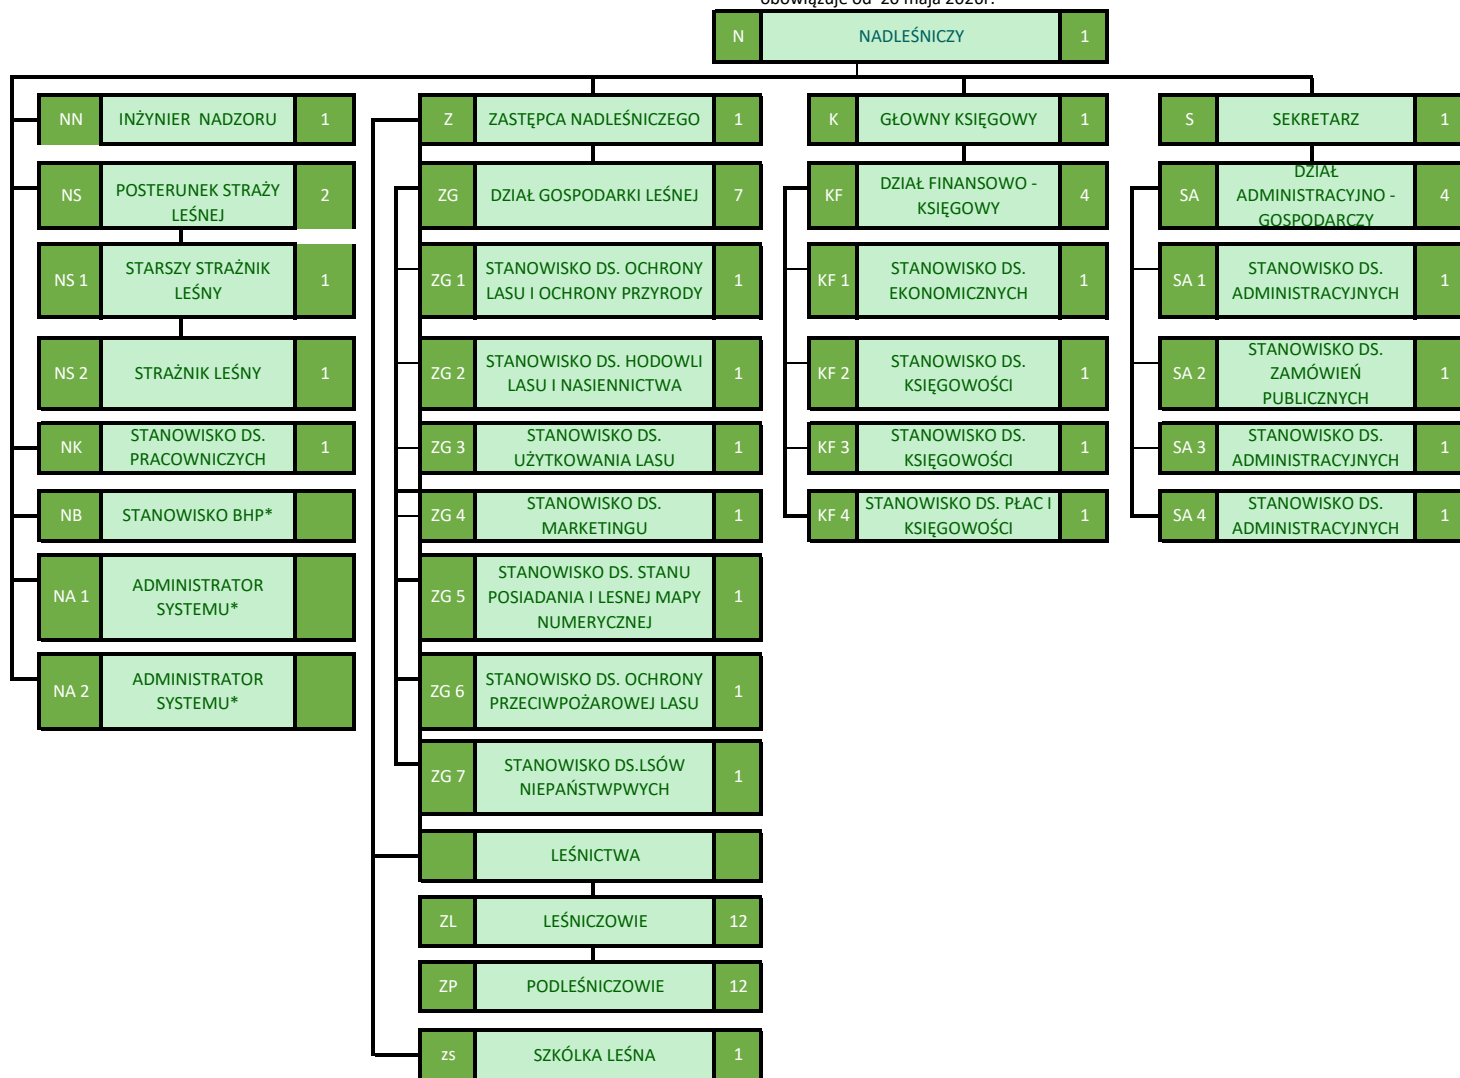 obowiązuje od 20 maja 2020r.
N NADLEŚNICZY 1
NN INŻYNIER NADZORU 1
NS POSTERUNEK STRAŻY
LEŚNEJ 2
NS 1 STARSZY STRAŻNIK
LEŚNY 1
NS 2 STRAŻNIK LEŚNY 1
NK STANOWISKO DS.
PRACOWNICZYCH 1
NB STANOWISKO BHP*
NA 1 ADMINISTRATOR
SYSTEMU*
NA 2 ADMINISTRATOR
SYSTEMU*
Z ZASTĘPCA NADLEŚNICZEGO 1
ZG DZIAŁ GOSPODARKI LEŚNEJ 7
ZG 1 STANOWISKO DS. OCHRONY
LASU I OCHRONY PRZYRODY 1
ZG 2 STANOWISKO DS. HODOWLI
LASU I NASIENNICTWA 1
ZG 3 STANOWISKO DS.
UŻYTKOWANIA LASU 1
ZG 4 STANOWISKO DS.
MARKETINGU 1
ZG 5 STANOWISKO DS. STANU
POSIADANIA I LESNEJ MAPY
NUMERYCZNEJ 1
ZG 6 STANOWISKO DS. OCHRONY
PRZECIWPOŻAROWEJ LASU 1
ZG 7 STANOWISKO DS.LSÓW
NIEPAŃSTWPWYCH 1
LEŚNICTWA
ZL LEŚNICZOWIE 12
ZP PODLEŚNICZOWIE 12
zs SZKÓLKA LEŚNA 1
K GŁOWNY KSIĘGOWY 1
KF DZIAŁ FINANSOWO -
KSIĘGOWY 4
KF 1 STANOWISKO DS.
EKONOMICZNYCH 1
KF 2 STANOWISKO DS.
KSIĘGOWOŚCI 1
KF 3 STANOWISKO DS.
KSIĘGOWOŚCI 1
KF 4 STANOWISKO DS. PŁAC I
KSIĘGOWOŚCI 1
S SEKRETARZ 1
SA DZIAŁ
ADMINISTRACYJNO -
GOSPODARCZY 4
SA 1 STANOWISKO DS.
ADMINISTRACYJNYCH 1
SA 2 STANOWISKO DS.
ZAMÓWIEŃ
PUBLICZNYCH 1
SA 3 STANOWISKO DS.
ADMINISTRACYJNYCH 1
SA 4 STANOWISKO DS.
ADMINISTRACYJNYCH 1